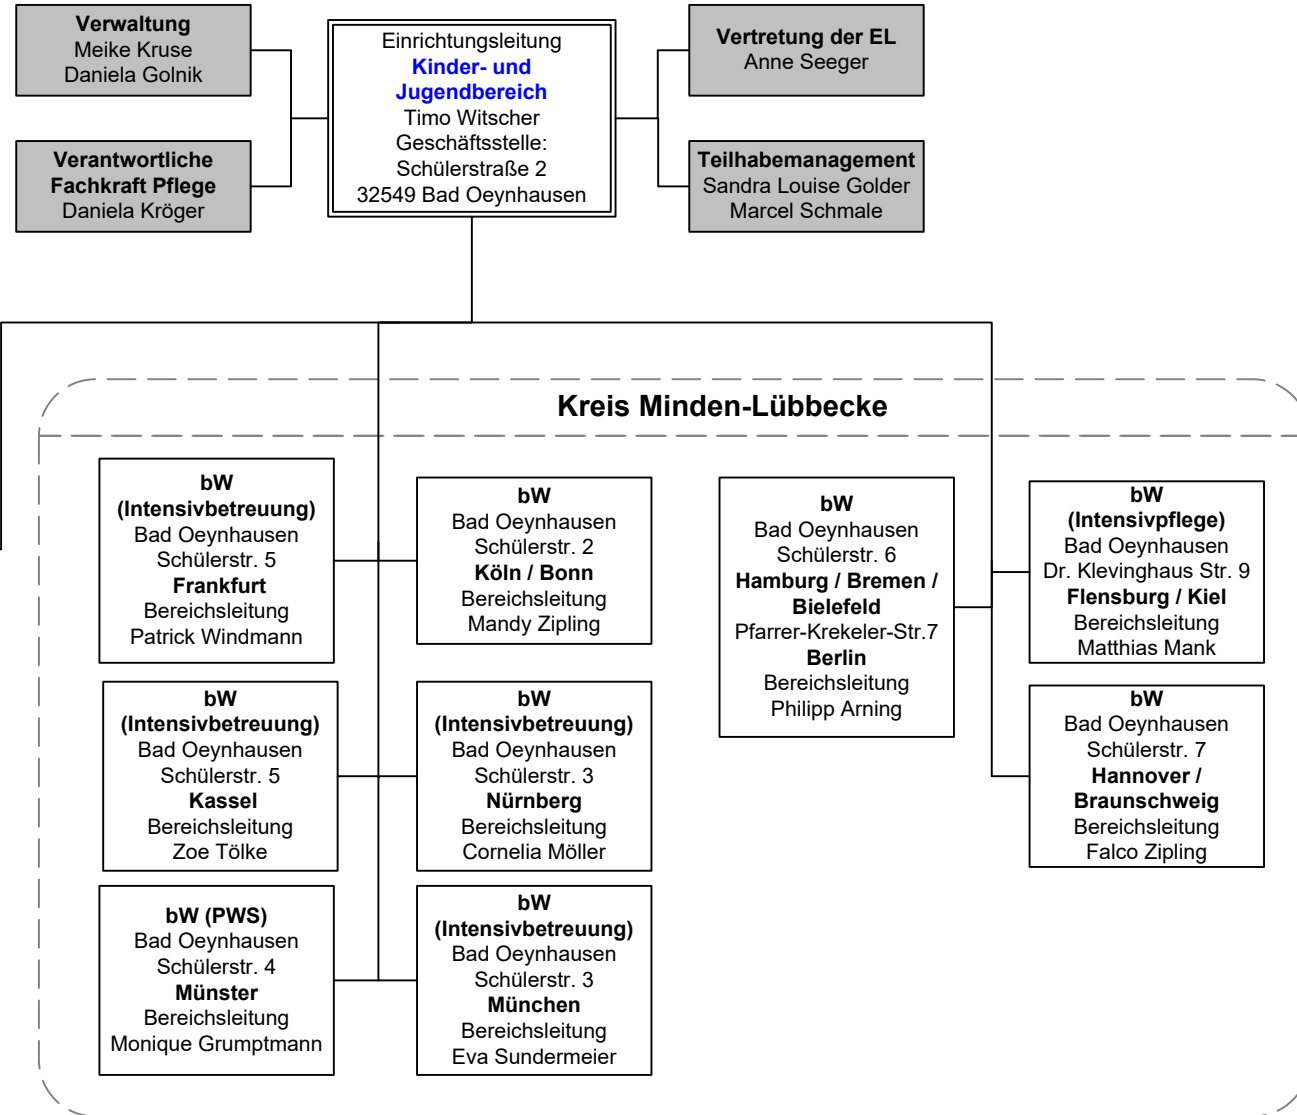 Verwaltung
Meike Kruse
Daniela Golnik
Einrichtungsleitung
Kinder- und
Jugendbereich
Timo Witscher
Geschäftsstelle:
Schülerstraße 2
32549 Bad Oeynhausen
Vertretung der EL
Anne Seeger
Verantwortliche
Fachkraft Pflege
Daniela Kröger
Teilhabemanagement
Sandra Louise Golder
Marcel Schmale
Kreis Minden-Lübbecke
bW
(Intensivbetreuung)
Bad Oeynhausen
Schülerstr. 5
Frankfurt
Bereichsleitung
Patrick Windmann
bW
Bad Oeynhausen
Schülerstr. 2
Köln / Bonn
Bereichsleitung
Mandy Zipling
bW
Bad Oeynhausen
Schülerstr. 6
Hamburg / Bremen /
Bielefeld
Pfarrer-Krekeler-Str.7
Berlin
Bereichsleitung
Philipp Arning
bW
(Intensivpflege)
Bad Oeynhausen
Dr. Klevinghaus Str. 9
Flensburg / Kiel
Bereichsleitung
Matthias Mank
bW
(Intensivbetreuung)
Bad Oeynhausen
Schülerstr. 5
Kassel
Bereichsleitung
Zoe Tölke
bW
(Intensivbetreuung)
Bad Oeynhausen
Schülerstr. 3
Nürnberg
Bereichsleitung
Cornelia Möller
bW
Bad Oeynhausen
Schülerstr. 7
Hannover /
Braunschweig
Bereichsleitung
Falco Zipling
bW (PWS)
Bad Oeynhausen
Schülerstr. 4
Münster
Bereichsleitung
Monique Grumptmann
bW
(Intensivbetreuung)
Bad Oeynhausen
Schülerstr. 3
München
Bereichsleitung
Eva Sundermeier